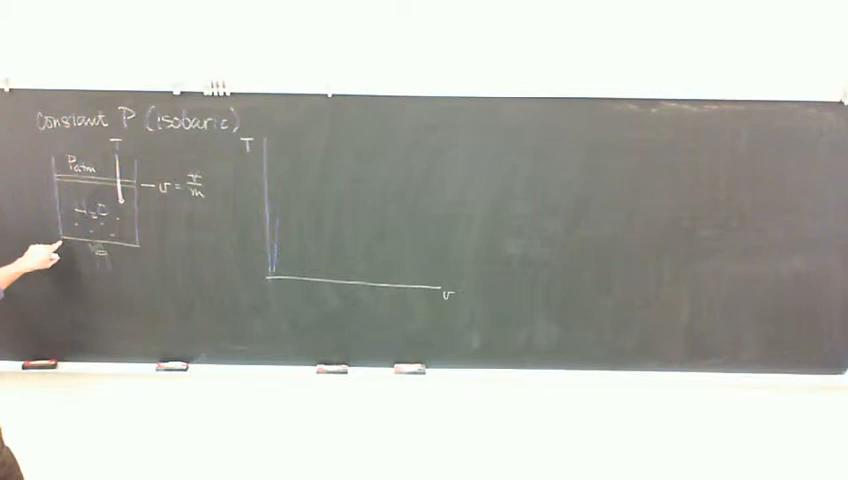 Constant P (isobaric)
T
T
Patm
v = V/m
H2O
v